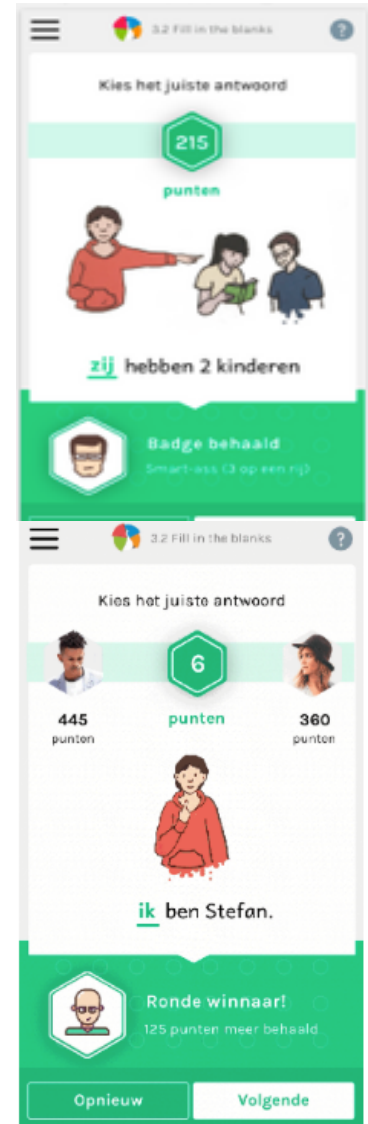 3.2 Fill in the blanks ?
Kies het juiste antwoord
215
punten
zij hebben 2 kinderen
Badge behaald
Smart-ass (3 op een rij)
3.2 Fill in the blanks ?
Kies het juiste antwoord
6
445 punten 360
punten punten
ik ben Stefan.
Ronde winnaar!
125 punten meer behaald
Opnieuw Volgende